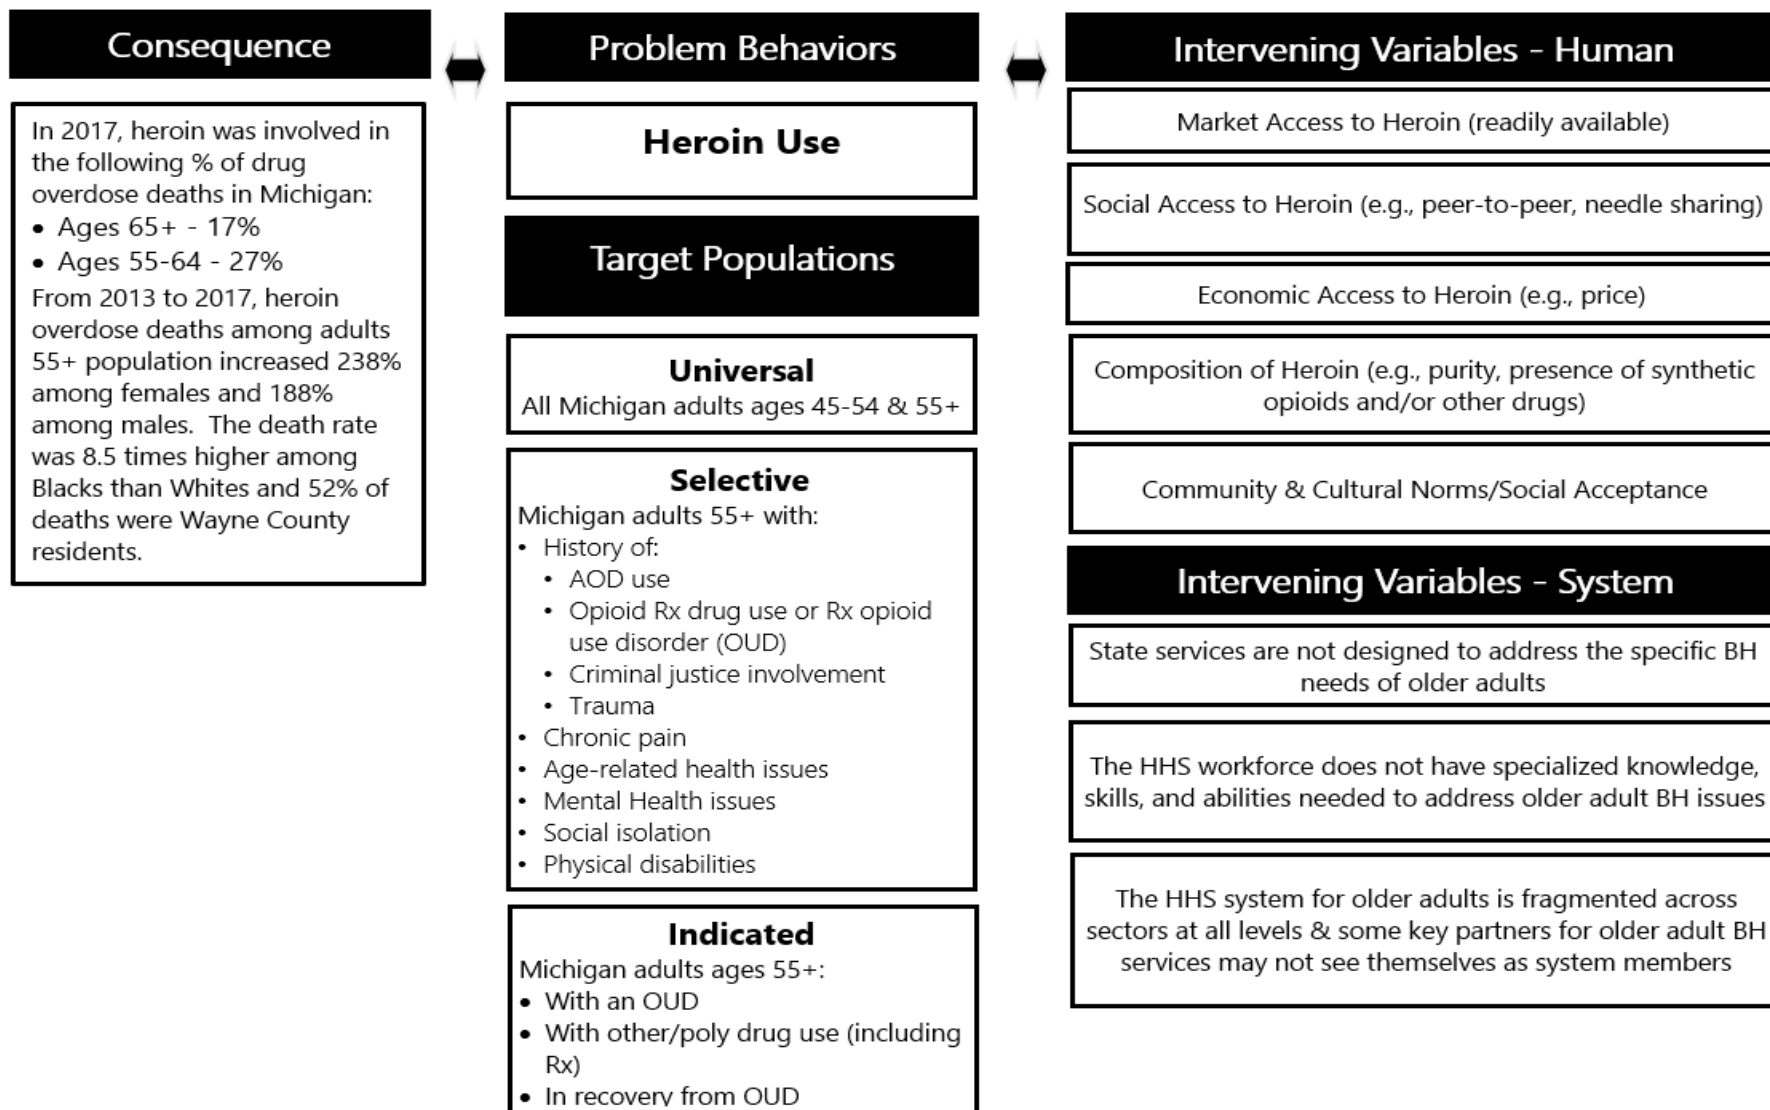 Consequence
In 2017, heroin was involved in
the following % of drug
overdose deaths in Michigan:
• Ages 65+ - 17%
• Ages 55-64 - 27%
From 2013 to 2017, heroin
overdose deaths among adults
55+ population increased 238%
among females and 188%
among males. The death rate
was 8.5 times higher among
Blacks than Whites and 52% of
deaths were Wayne County
residents.
Problem Behaviors
Heroin Use
Target Populations
Universal
All Michigan adults ages 45-54 & 55+
Selective
Michigan adults 55+ with:
• History of:
• AOD use
• Opioid Rx drug use or Rx opioid
use disorder (OUD)
• Criminal justice involvement
• Trauma
• Chronic pain
• Age-related health issues
• Mental Health issues
• Social isolation
• Physical disabilities
Indicated
Michigan adults ages 55+:
• With an OUD
• With other/poly drug use (including
Rx)
• In recovery from OUD
Intervening Variables - Human
Market Access to Heroin (readily available)
Social Access to Heroin (e.g., peer-to-peer, needle sharing)
Economic Access to Heroin (e.g., price)
Composition of Heroin (e.g., purity, presence of synthetic
opioids and/or other drugs)
Community & Cultural Norms/Social Acceptance
Intervening Variables - System
State services are not designed to address the specific BH
needs of older adults
The HHS workforce does not have specialized knowledge,
skills, and abilities needed to address older adult BH issues
The HHS system for older adults is fragmented across
sectors at all levels & some key partners for older adult BH
services may not see themselves as system members